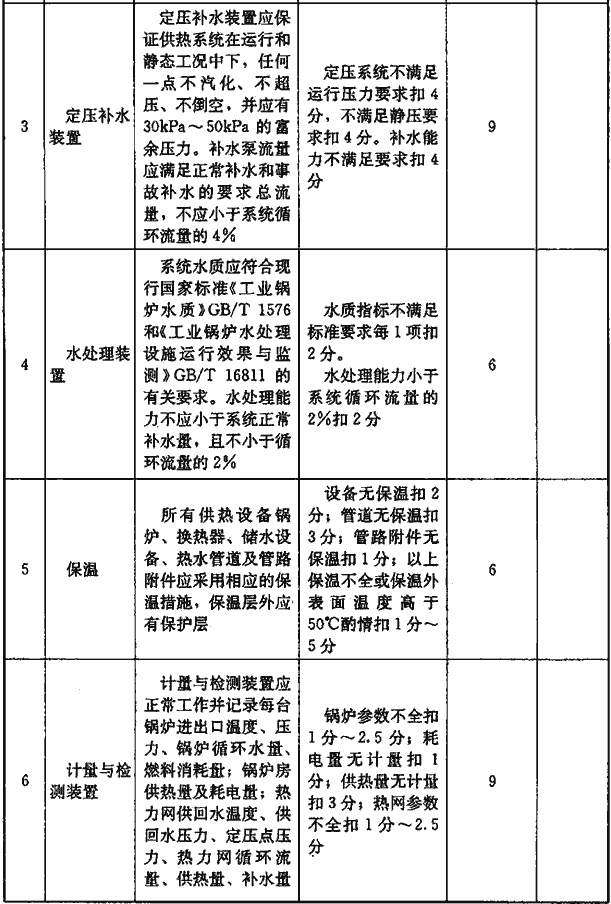 3
定压补水
装置
定压补水装置应保
证供热系统在运行和
静态工况中下，任何
一点不汽化、不超
压、不倒空，并应有
30kPa～50kPa 的富
余压力。补水泵流量
应满足正常补水和事
故补水的要求总流
量，不应小于系统循
环流量的4%
定压系统不满足
运行压力要求扣 4
分，不满足静压要
求扣 4 分。补水能
力不满足要求扣 4
分
9
4
水处理装
置
系统水质应符合现
行国家标准《工业锅
炉水质》GB/T 1576
和《工业锅炉水处理
设施运行效果与监
测》GB/T 16811 的
有关要求。水处理能
力不应小于系统正常
补水量，且不小于循
环流量的2%
水质指标不满足
标准要求每 1 项扣
2 分。
水处理能力小于
系统循环流量的
2%扣 2 分
6
5
保温
所有供热设备锅
炉、换热器、储水设
备、热水管道及管路
附件应采用相应的保
温措施，保温层外应
有保护层
设备无保温扣 2
分；管道无保温扣
3 分；管路附件无
保温扣 1 分；以上
保温不全或保温外
表面温度高于
50℃酌情扣 1 分～
5 分
6
6
计量与检
测装置
计量与检测装置应
正常工作并记录每台
锅炉进出口温度、压
力、锅炉循环水量、
燃料消耗量；锅炉房
供热量及耗电量；热
力网供回水温度、供
回水压力、定压点压
力、热力网循环流
量、供热量、补水量
锅炉参数不全扣
1 分～2.5 分；耗
电量无计量扣 1
分；供热量无计量
扣 3 分；热网参数
不全扣 1 分～2.5
分
9